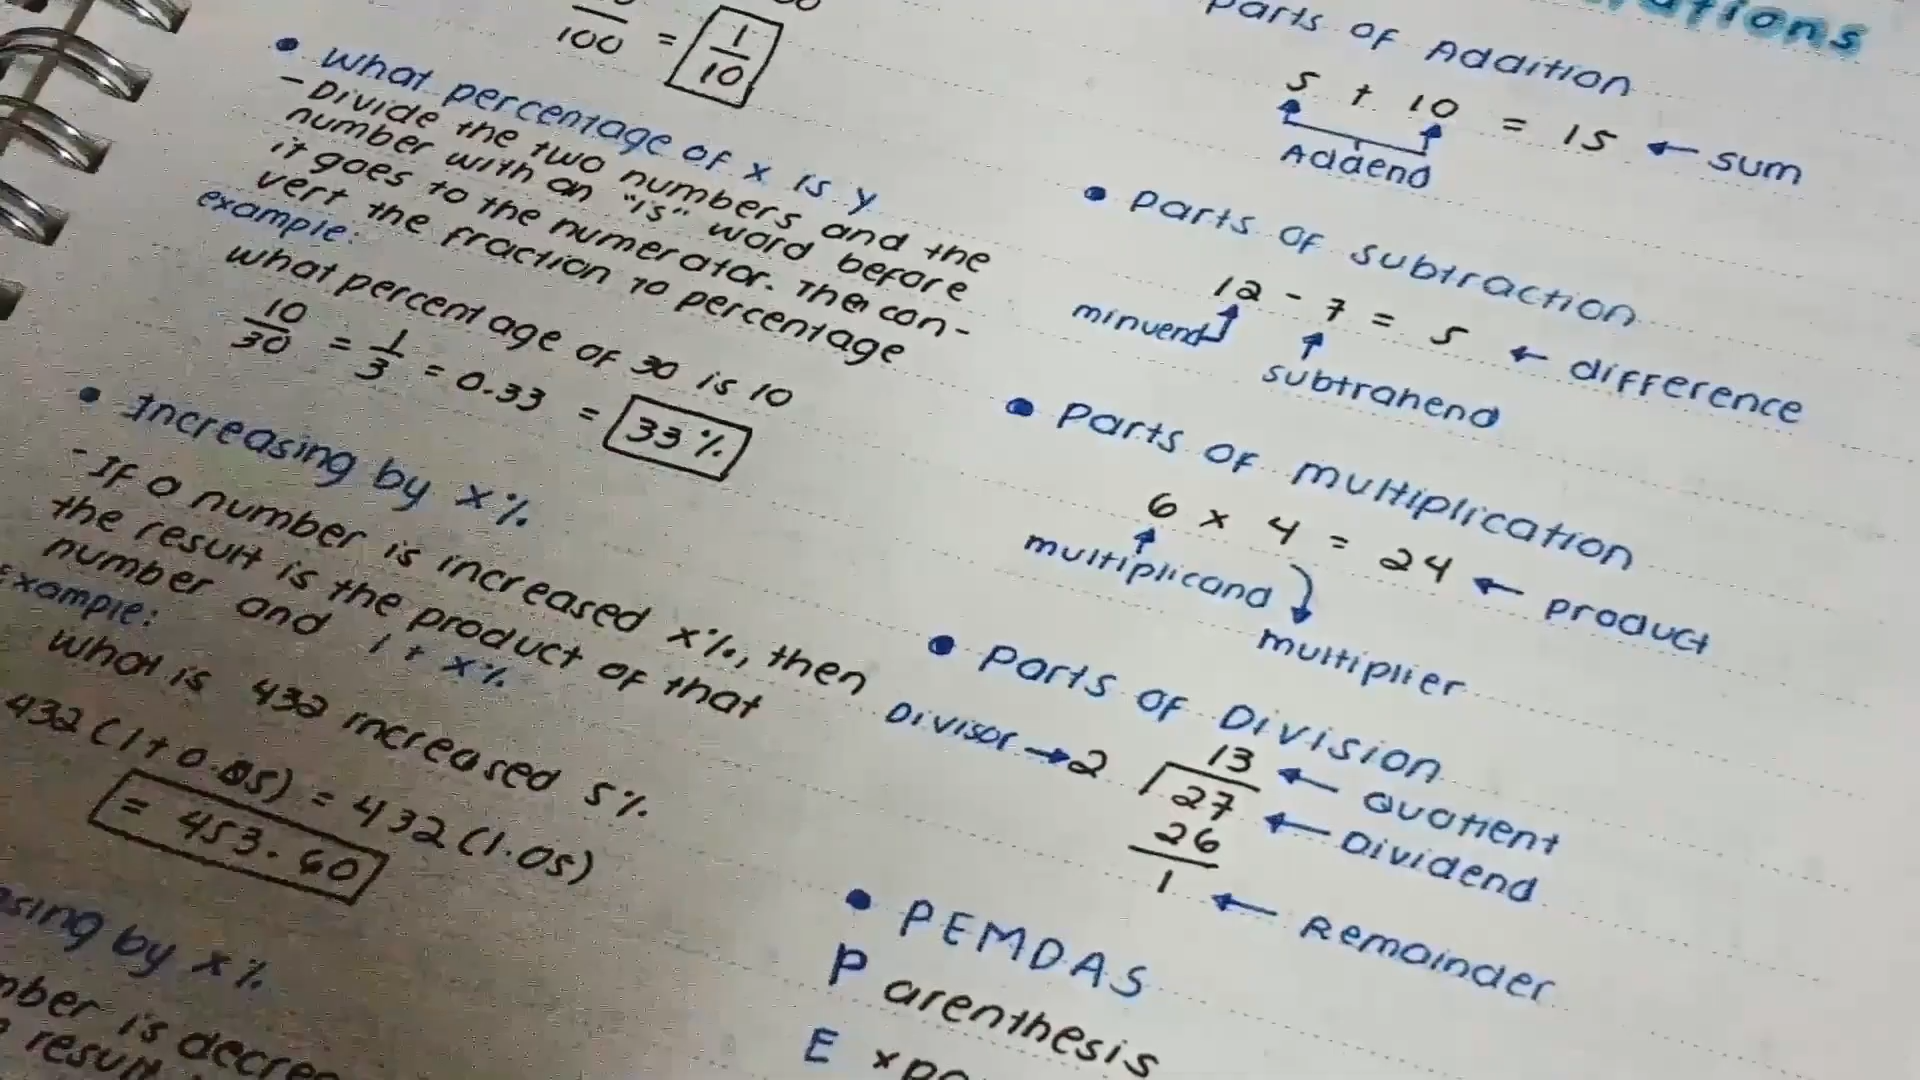 100 = 1/10
• What percentage of x is y
- Divide the two numbers and the
number with an "is" word before
it goes to the numerator. Then con-
vert the fraction to percentage
example:
what percentage of 30 is 10
10/30 = 1/3 = 0.33 = 33%
• Increasing by x%
- If a number is increased x%, then
the result is the product of that
number and 1 + x%
Example:
What is 432 increased 5%
432 (1+0.05) = 432 (1.05)
= 453.60
sing by x%
mber is decrea
result
rations
Parts of Addition
5 + 10 = 15 ← sum
Addend
• Parts of subtraction
12 - 7 = 5 ← difference
minuend
subtrahend
• Parts of multiplication
6 x 4 = 24 ← product
multiplicand
multiplier
• Parts of Division
13 ← Quotient
Divisor → 2 27 ← Dividend
26
1 ← Remainder
• PEMDAS
Parenthesis
Expo